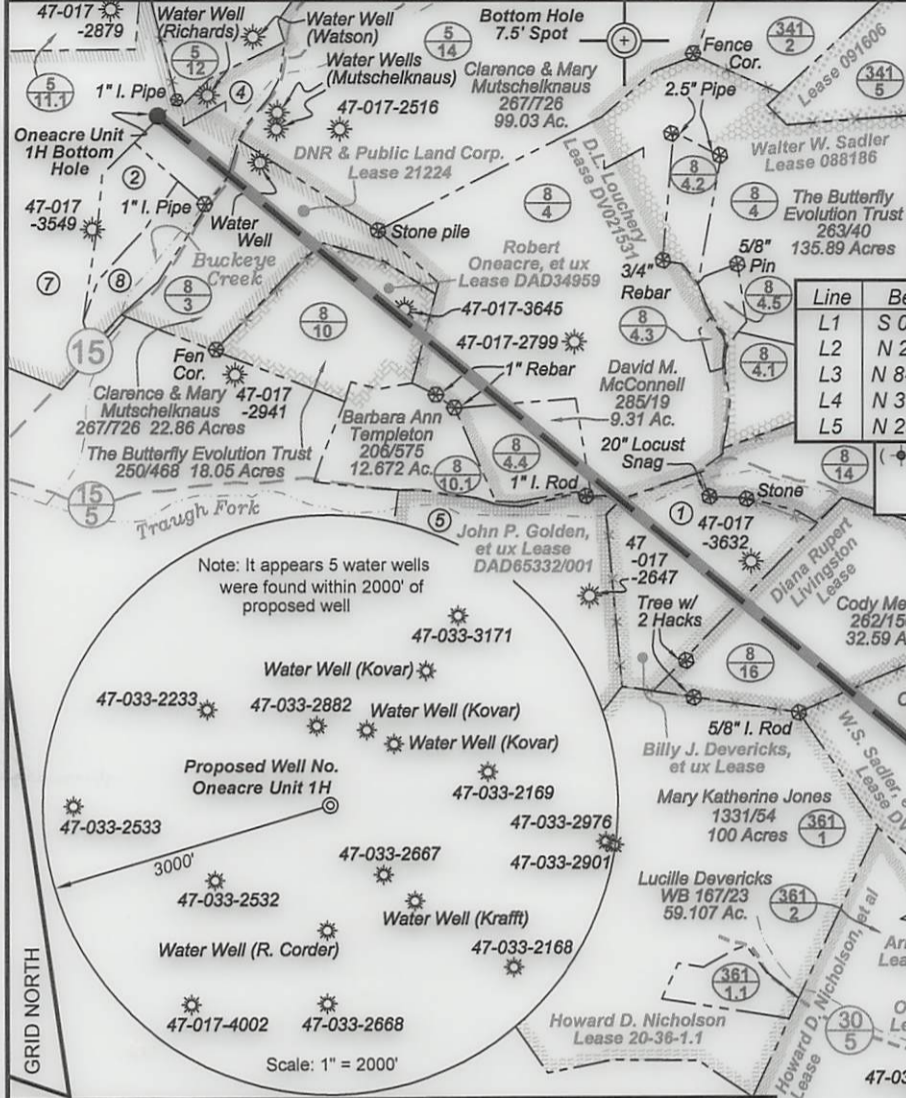 47-017
-2879
Water Well
(Richards)
Water Well
(Watson)
Bottom Hole
7.5' Spot
5
14
5
12
5
11.1
4
1" I. Pipe
Water Wells
(Mutschelknaus)
47-017-2516
Clarence & Mary
Mutschelknaus
267/726
99.03 Ac.
Fence
Cor.
2.5" Pipe
341
2
341
5
Lease 091606
Walter W. Sadler
Lease 088186
Oneacre Unit
1H Bottom
Hole
DNR & Public Land Corp.
Lease 21224
D.L. Louchery
Lease DV021531
8
4.2
8
4
8
4
The Butterfly
Evolution Trust
263/40
135.89 Acres
2
1" I. Pipe
47-017
-3549
Water
Well
Stone pile
Buckeye
Creek
Robert
Oneacre, et ux
Lease DAD34959
3/4"
Rebar
5/8"
Pin
8
4.5
7
8
8
3
8
10
47-017-3645
47-017-2799
8
4.3
8
4.1
Line
Be
L1
S 0
L2
N 2
L3
N 8
L4
N 3
L5
N 2
15
Fen
Cor.
47-017
-2941
1" Rebar
David M.
McConnell
285/19
9.31 Ac.
Clarence & Mary
Mutschelknaus
267/726 22.86 Acres
Barbara Ann
Templeton
206/575
12.672 Ac.
The Butterfly Evolution Trust
250/468 18.05 Acres
8
10.1
8
4.4
1" I. Rod
20" Locust
Snag
Stone
8
14
15
5
Traugh Fork
5
John P. Golden,
et ux Lease
DAD65332/001
1
47-017
-3632
47
-017
-2647
Diana Rupert
Livingston
Lease
Note: It appears 5 water wells
were found within 2000' of
proposed well
Tree w/
2 Hacks
Cody Me
262/15
32.59 A
8
16
47-033-3171
Water Well (Kovar)
47-033-2233
47-033-2882
Water Well (Kovar)
Water Well (Kovar)
5/8" I. Rod
Billy J. Devericks,
et ux Lease
W.S. Sadler, e
Lease DV
Proposed Well No.
Oneacre Unit 1H
47-033-2169
47-033-2533
3000'
47-033-2976
47-033-2901
Mary Katherine Jones
1331/54
100 Acres
361
1
47-033-2667
47-033-2532
Water Well (Krafft)
Lucille Devericks
WB 167/23
59.107 Ac.
361
2
Water Well (R. Corder)
47-033-2168
361
1.1
47-017-4002
47-033-2668
Howard D. Nicholson
Lease 20-36-1.1
Howard D. Nicholson, et al
Lease
30
5
47-03
Scale: 1" = 2000'
GRID NORTH